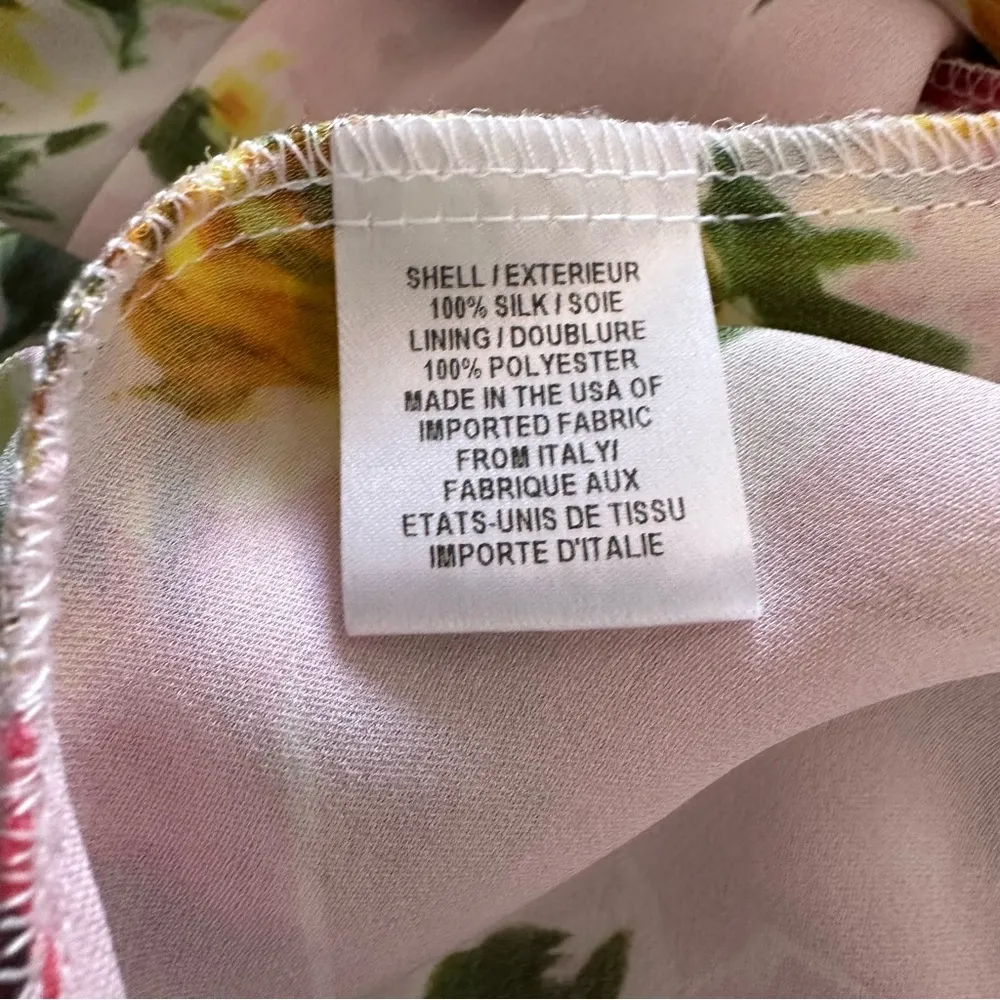 SHELL / EXTERIEUR
100% SILK / SOIE
LINING / DOUBLURE
100% POLYESTER
MADE IN THE USA OF
IMPORTED FABRIC
FROM ITALY/
FABRIQUE AUX
ETATS-UNIS DE TISSU
IMPORTE D'ITALIE